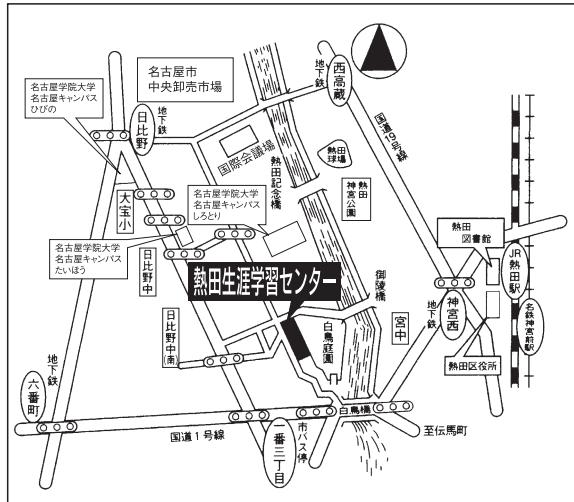 名古屋市
中央卸売市場
名古屋学院大学
名古屋キャンパス
ひびの
地下鉄
日比野
地下鉄
西高蔵
国道19号線
国際会議場
熱田記念橋
熱田
球場
熱田
神宮公園
大宝小
名古屋学院大学
名古屋キャンパス
しろとり
名古屋学院大学
名古屋キャンパス
たいほう
日比野中
熱田
図書館
JR
熱田駅
名鉄神宮前駅
熱田生涯学習センター
御陵橋
地下鉄
神宮西
宮中
日比野中(南)
白鳥庭園
熱田区役所
地下鉄
六番町
国道1号線
一番三丁目
市バス停
白鳥橋
至伝馬町